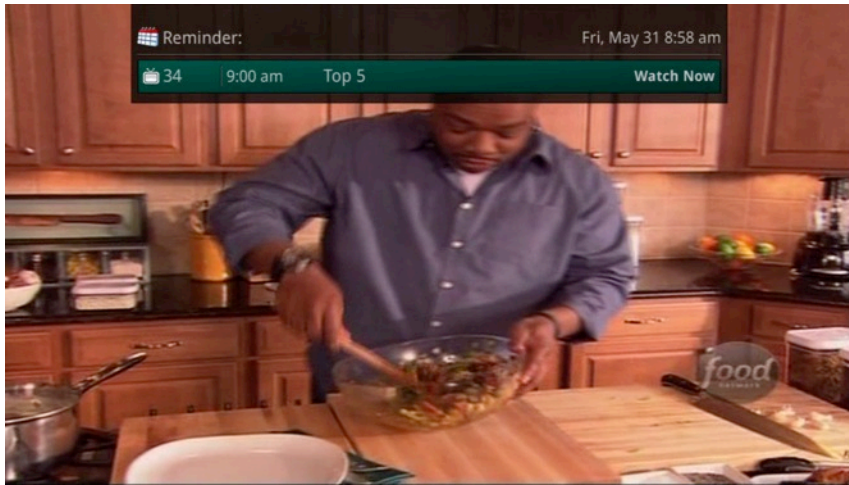 Reminder:
Fri, May 31 8:58 am
34 9:00 am Top 5 Watch Now
food
network